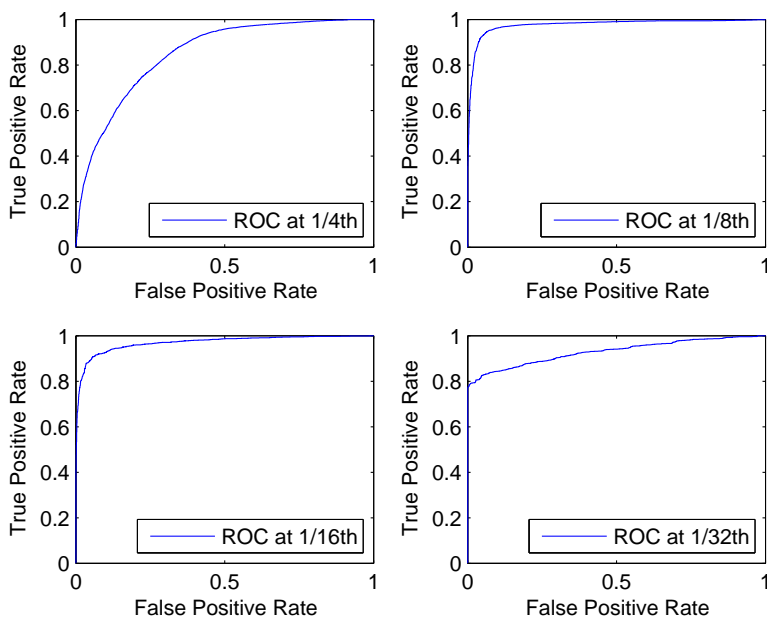 1
0.8
0.6
0.4
0.2
0
0 0.5 1
True Positive Rate
False Positive Rate
ROC at 1/4th
1
0.8
0.6
0.4
0.2
0
0 0.5 1
True Positive Rate
False Positive Rate
ROC at 1/8th
1
0.8
0.6
0.4
0.2
0
0 0.5 1
True Positive Rate
False Positive Rate
ROC at 1/16th
1
0.8
0.6
0.4
0.2
0
0 0.5 1
True Positive Rate
False Positive Rate
ROC at 1/32th